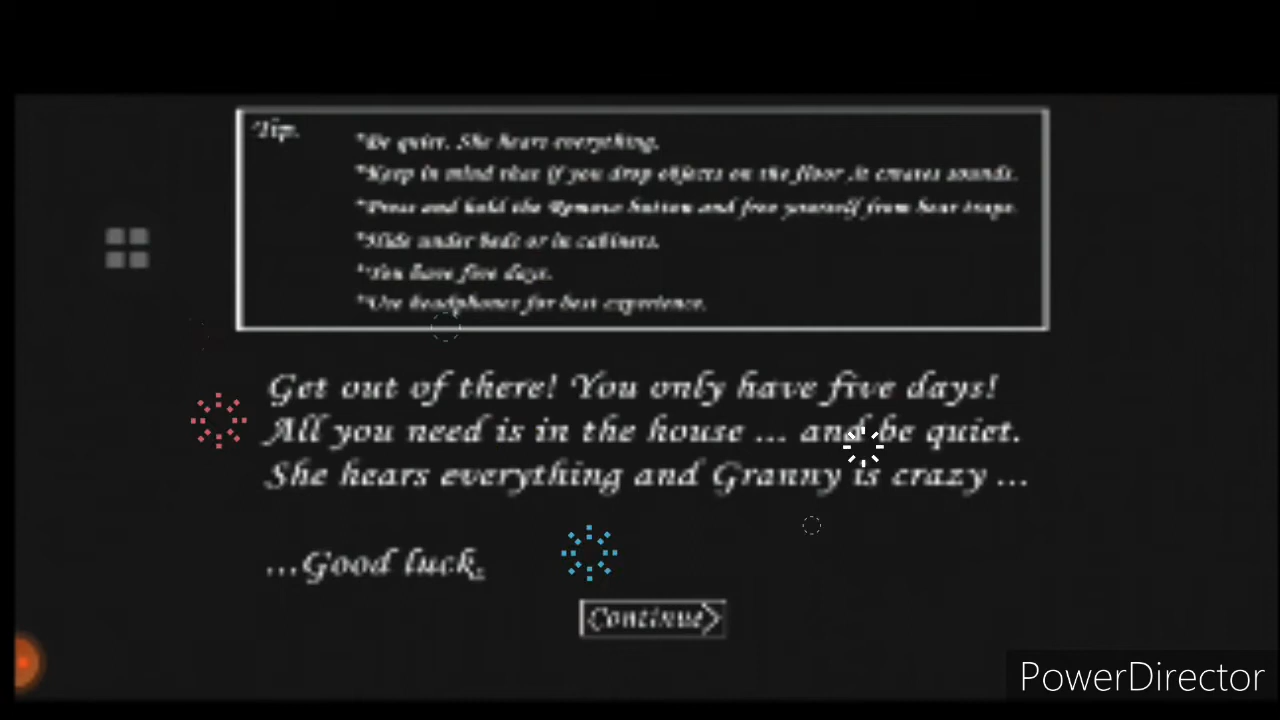 Tip.
*Be quiet. She hears everything.
*Keep in mind that if you drop objects on the floor ,it creates sounds.
*Press and hold the Remove button and free yourself from bear traps.
*Hide under beds or in cabinets.
*You have five days.
*Use headphones for best experience.
Get out of there! You only have five days!
All you need is in the house ... and be quiet.
She hears everything and Granny is crazy ...
...Good luck.
Continue
PowerDirector